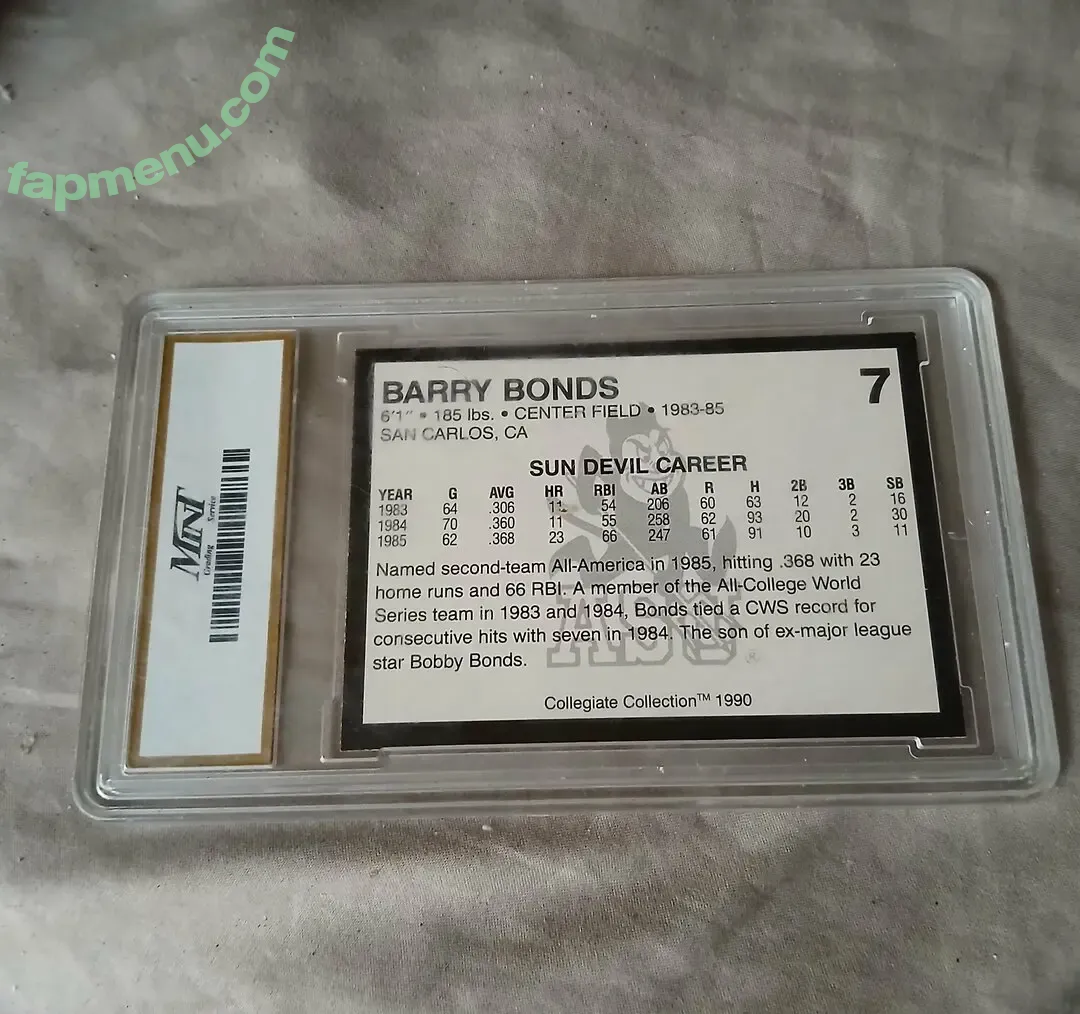 fapmenu.com
MINT
Grading Service
BARRY BONDS
7
6'1" • 185 lbs. • CENTER FIELD • 1983-85
SAN CARLOS, CA
SUN DEVIL CAREER
YEAR G AVG HR RBI AB R H 2B 3B SB
1983 64 .306 11 54 206 60 63 12 2 16
1984 70 .360 11 55 258 62 93 20 2 30
1985 62 .368 23 66 247 61 91 10 3 11
Named second-team All-America in 1985, hitting .368 with 23
home runs and 66 RBI. A member of the All-College World
Series team in 1983 and 1984, Bonds tied a CWS record for
consecutive hits with seven in 1984. The son of ex-major league
star Bobby Bonds.
ASU ®
Collegiate Collection™ 1990